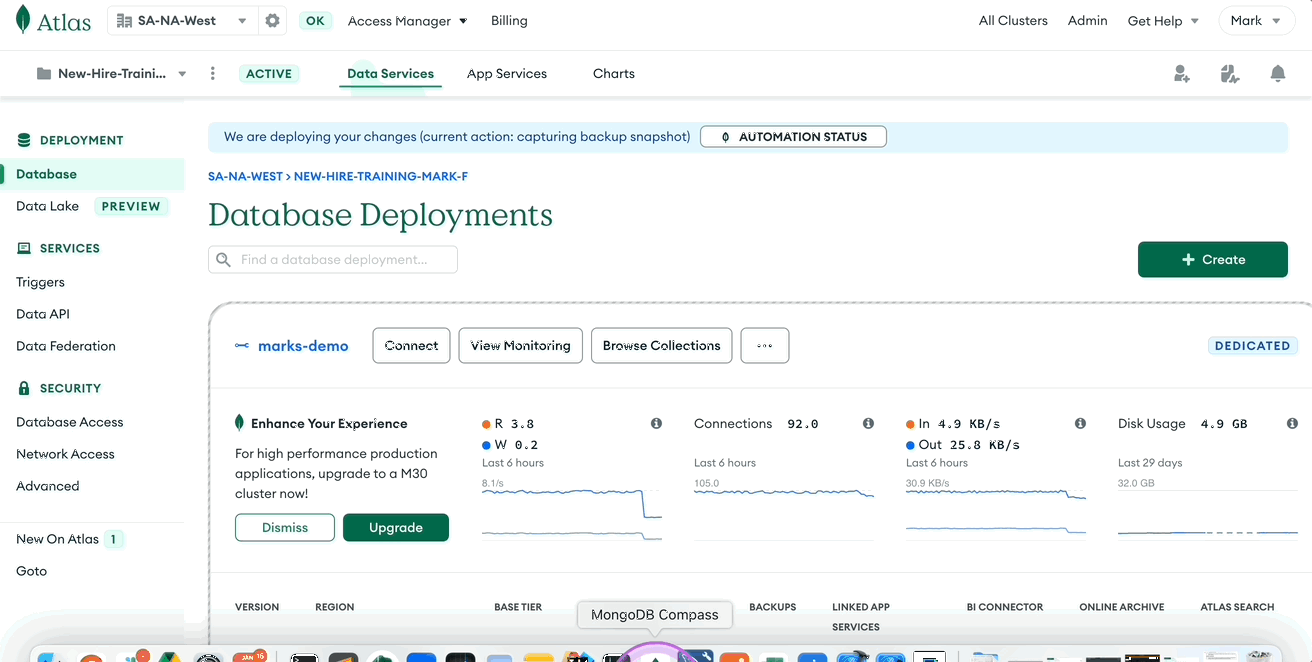 Atlas
SA-NA-West
OK
Access Manager
Billing
All Clusters
Admin
Get Help
Mark
New-Hire-Traini...
ACTIVE
Data Services
App Services
Charts
DEPLOYMENT
Database
Data Lake PREVIEW
SERVICES
Triggers
Data API
Data Federation
SECURITY
Database Access
Network Access
Advanced
New On Atlas 1
Goto
We are deploying your changes (current action: capturing backup snapshot) AUTOMATION STATUS
SA-NA-WEST > NEW-HIRE-TRAINING-MARK-F
Database Deployments
Find a database deployment...
+ Create
marks-demo
Connect
View Monitoring
Browse Collections
...
DEDICATED
Enhance Your Experience
For high performance production
applications, upgrade to a M30
cluster now!
Dismiss
Upgrade
R 3.8
W 0.2
Last 6 hours
8.1/s
Connections 92.0
Last 6 hours
105.0
In 4.9 KB/s
Out 25.8 KB/s
Last 6 hours
30.9 KB/s
Disk Usage 4.9 GB
Last 29 days
32.0 GB
VERSION
REGION
BASE TIER
MongoDB Compass
BACKUPS
LINKED APP
SERVICES
BI CONNECTOR
ONLINE ARCHIVE
ATLAS SEARCH
JAN 16